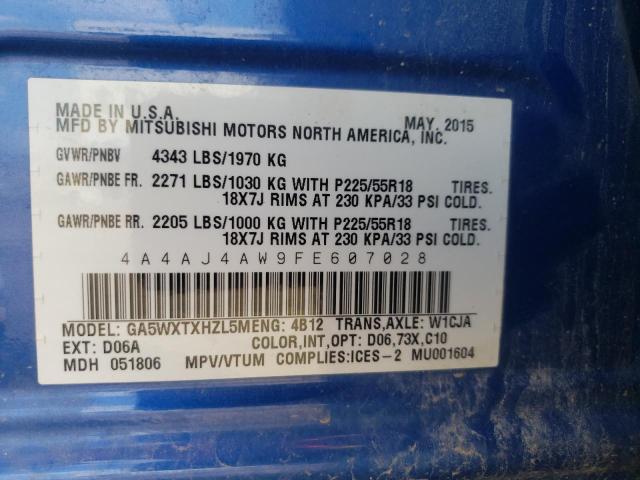 MADE IN U.S.A. MAY, 2015
MFD BY MITSUBISHI MOTORS NORTH AMERICA, INC.
GVWR/PNBV 4343 LBS/1970 KG
GAWR/PNBE FR. 2271 LBS/1030 KG WITH P225/55R18 TIRES.
18X7J RIMS AT 230 KPA/33 PSI COLD.
GAWR/PNBE RR. 2205 LBS/1000 KG WITH P225/55R18 TIRES.
18X7J RIMS AT 230 KPA/33 PSI COLD.
4A4AJ4AW9FE607028
MODEL: GA5WXTXHZL5MENG: 4B12 TRANS,AXLE: W1CJA
EXT: D06A COLOR,INT,OPT: D06,73X,C10
MDH 051806 MPV/VTUM COMPLIES:ICES-2 MU001604